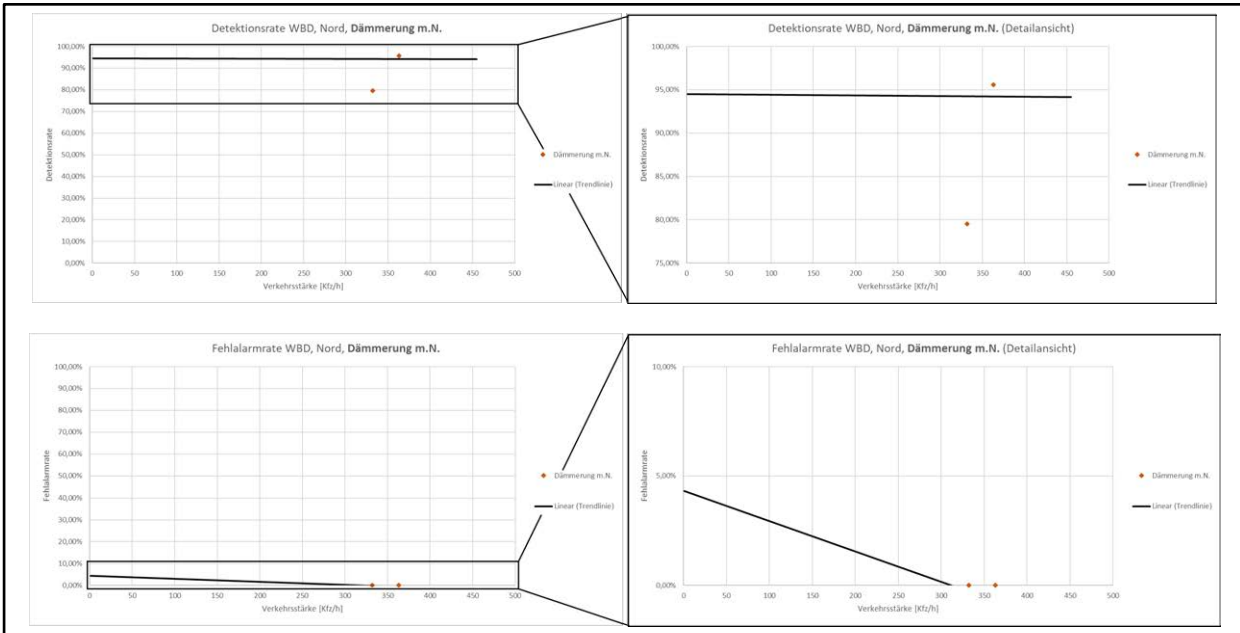 Detektionsrate WBD, Nord, Dämmerung m.N.
100,00%
90,00%
80,00%
70,00%
60,00%
50,00%
40,00%
30,00%
20,00%
10,00%
0,00%
Detektionsrate
0 50 100 150 200 250 300 350 400 450 500
Verkehrsstärke [Kfz/h]
Dämmerung m.N.
Linear (Trendlinie)
Detektionsrate WBD, Nord, Dämmerung m.N. (Detailansicht)
100,00%
95,00%
90,00%
85,00%
80,00%
75,00%
Detektionsrate
0 50 100 150 200 250 300 350 400 450 500
Verkehrsstärke [Kfz/h]
Dämmerung m.N.
Linear (Trendlinie)
Fehlalarmrate WBD, Nord, Dämmerung m.N.
100,00%
90,00%
80,00%
70,00%
60,00%
50,00%
40,00%
30,00%
20,00%
10,00%
0,00%
Fehlalarmrate
0 50 100 150 200 250 300 350 400 450 500
Verkehrsstärke [Kfz/h]
Dämmerung m.N.
Linear (Trendlinie)
Fehlalarmrate WBD, Nord, Dämmerung m.N. (Detailansicht)
10,00%
5,00%
0,00%
Fehlalarmrate
0 50 100 150 200 250 300 350 400 450 500
Verkehrsstärke [Kfz/h]
Dämmerung m.N.
Linear (Trendlinie)